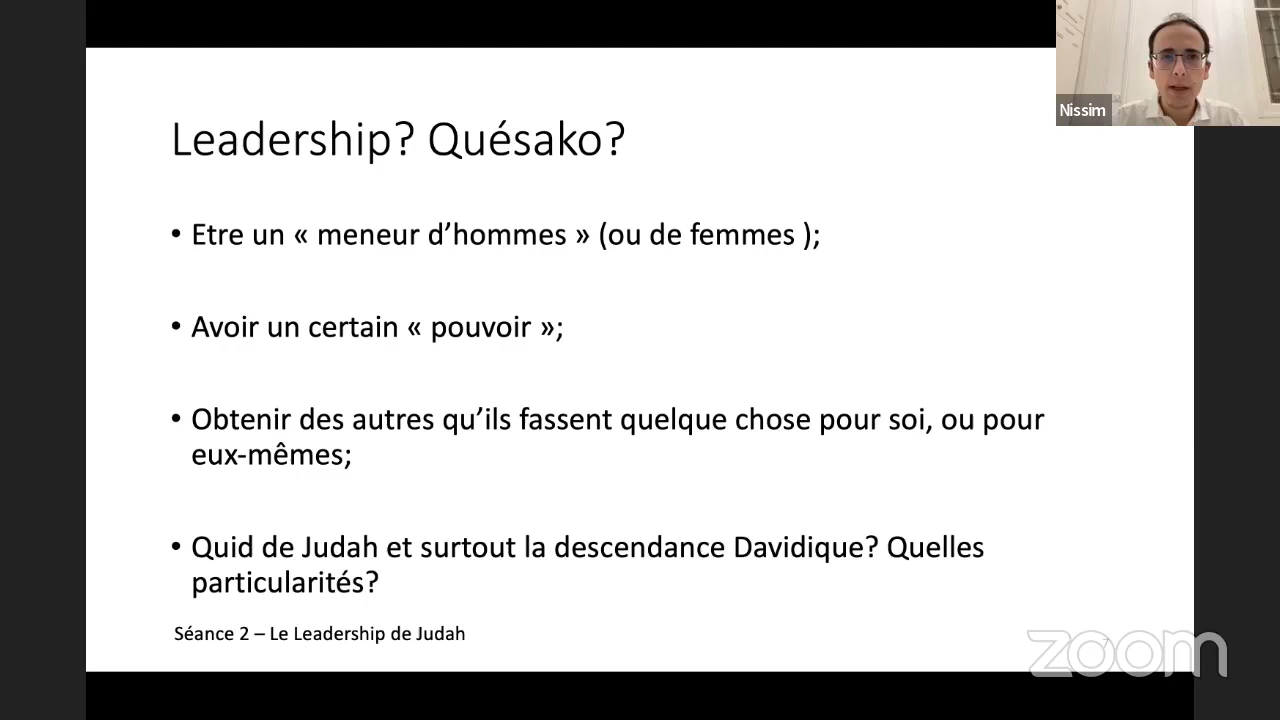 Nissim
Leadership? Quésako?
• Etre un « meneur d’hommes » (ou de femmes );
• Avoir un certain « pouvoir »;
• Obtenir des autres qu’ils fassent quelque chose pour soi, ou pour
eux-mêmes;
• Quid de Judah et surtout la descendance Davidique? Quelles
particularités?
Séance 2 – Le Leadership de Judah
zoom